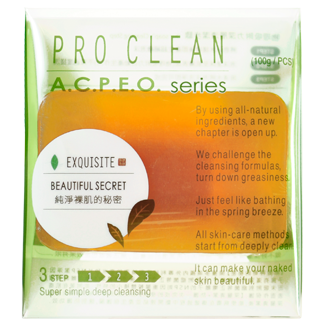 PRO CLEAN
(100g / PCS)
A.C.P.E.O. series
By using all-natural
ingredients, a new
chapter is open up.
We challenge the
cleansing formulas,
turn down greasiness.
Just feel like bathing
in the spring breeze.
All skin-care methods
start from deeply clean
It can make your naked
skin beautiful.
EXQUISITE
BEAUTIFUL SECRET
純淨裸肌的秘密
3 STEP 1 2 3
Super simple deep cleansing.